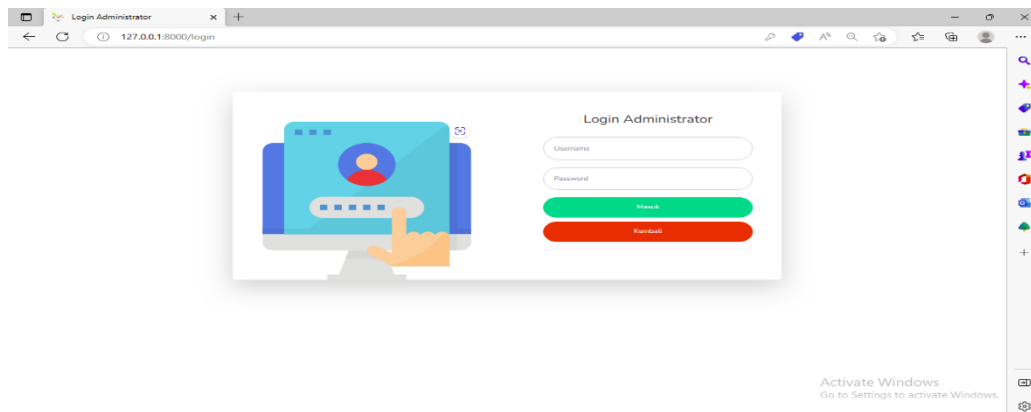 Login Administrator
127.0.0.1:8000/login
Login Administrator
Username
Password
Masuk
Kembali
Activate Windows
Go to Settings to activate Windows.